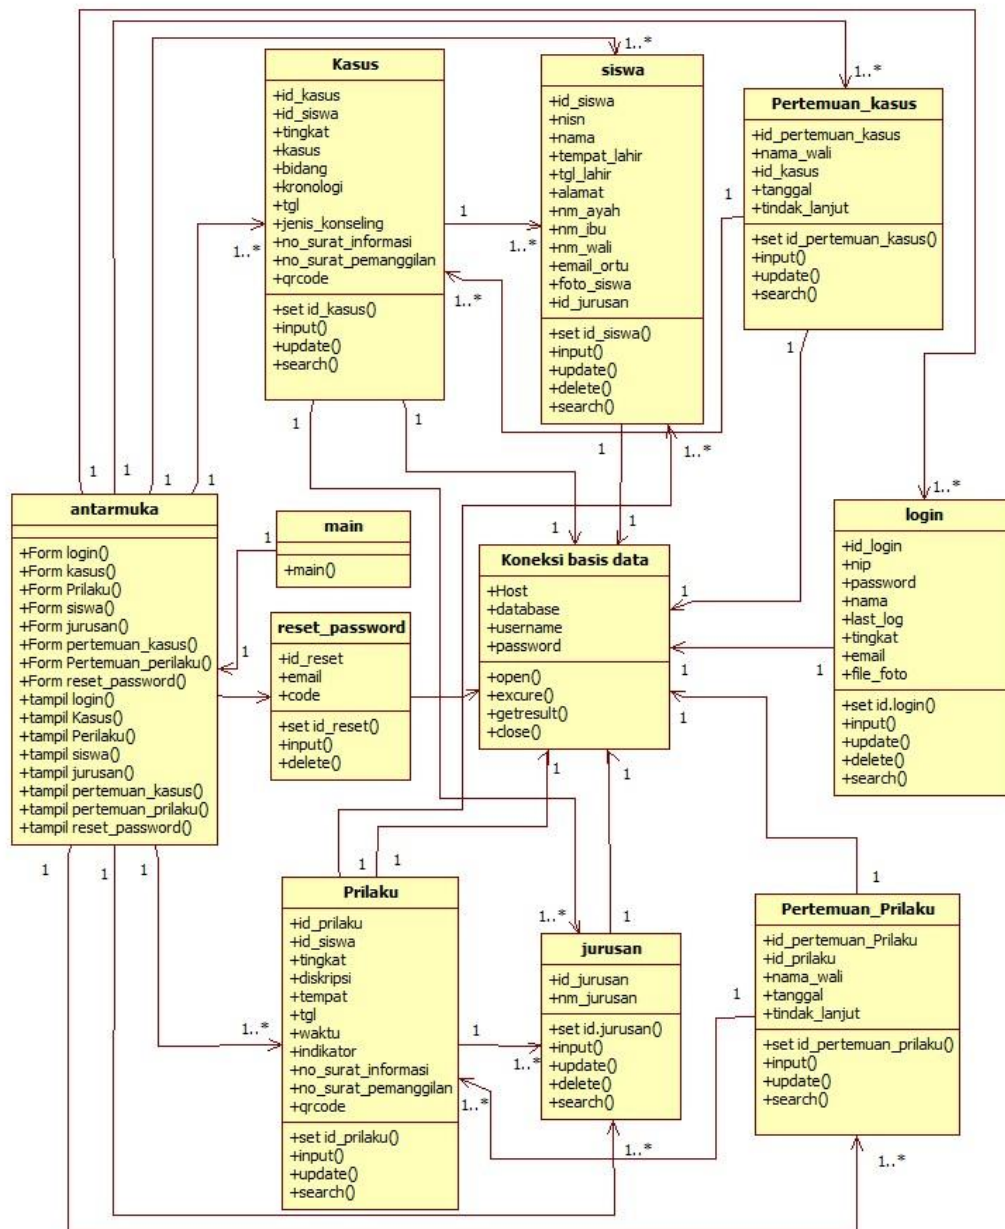 1..*
1..*
Kasus
+id_kasus
+id_siswa
+tingkat
+kasus
+bidang
+kronologi
+tgl
+jenis_konseling
+no_surat_informasi
+no_surat_pemanggilan
+qrcode
+set id_kasus()
+input()
+update()
+search()
siswa
+id_siswa
+nisn
+nama
+tempat_lahir
+tgl_lahir
+alamat
+nm_ayah
+nm_ibu
+nm_wali
+email_ortu
+foto_siswa
+id_jurusan
+set id_siswa()
+input()
+update()
+delete()
+search()
Pertemuan_kasus
+id_pertemuan_kasus
+nama_wali
+id_kasus
+tanggal
+tindak_lanjut
+set id_pertemuan_kasus()
+input()
+update()
+search()
1..*
1
1..*
1
1..*
1
1
1
1
1..*
1
1
1
1
1..*
antarmuka
+Form login()
+Form kasus()
+Form Prilaku()
+Form siswa()
+Form jurusan()
+Form pertemuan_kasus()
+Form Pertemuan_perilaku()
+Form reset_password()
+tampil login()
+tampil Kasus()
+tampil Perilaku()
+tampil siswa()
+tampil jurusan()
+tampil pertemuan_kasus()
+tampil pertemuan_prilaku()
+tampil reset_password()
main
+main()
1
1
reset_password
+id_reset
+email
+code
+set id_reset()
+input()
+delete()
1
1
Koneksi basis data
+Host
+database
+username
+password
+open()
+excure()
+getresult()
+close()
login
+id_login
+nip
+password
+nama
+last_log
+tingkat
+email
+file_foto
+set id.login()
+input()
+update()
+delete()
+search()
1
1
1
1
1
1
1
1
1
1
1
1
1
Prilaku
+id_prilaku
+id_siswa
+tingkat
+diskripsi
+tempat
+tgl
+waktu
+indikator
+no_surat_informasi
+no_surat_pemanggilan
+qrcode
+set id_prilaku()
+input()
+update()
+search()
1..*
1
jurusan
+id_jurusan
+nm_jurusan
+set id.jurusan()
+input()
+update()
+delete()
+search()
Pertemuan_Prilaku
+id_pertemuan_Prilaku
+id_prilaku
+nama_wali
+tanggal
+tindak_lanjut
+set id_pertemuan_prilaku()
+input()
+update()
+search()
1..*
1
1..*
1
1..*
1..*
1..*